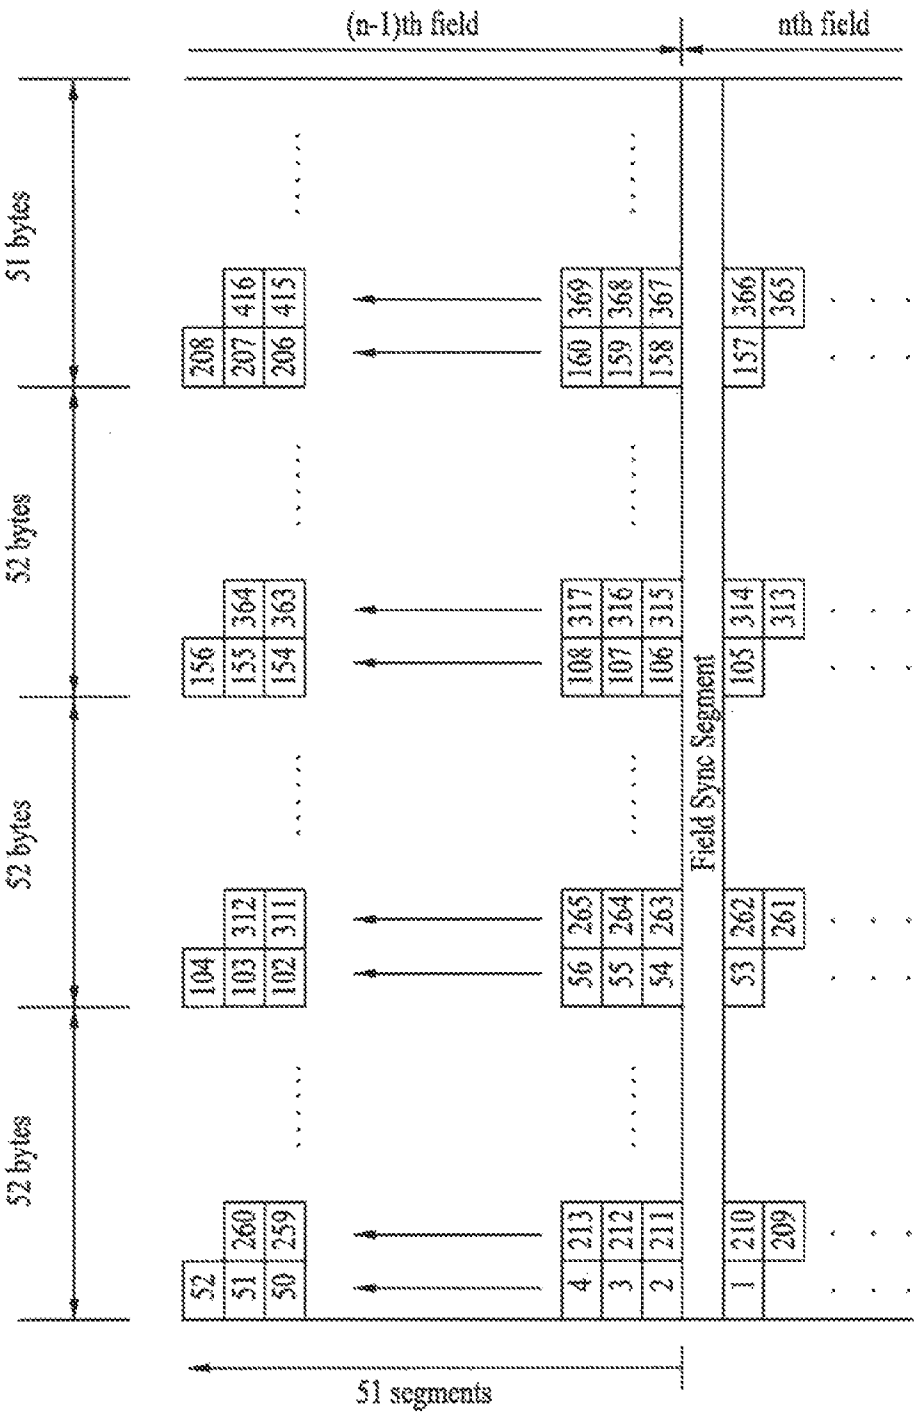 52 bytes 52 bytes 52 bytes 51 bytes
51 segments
(n-1)th field
nth field
52 104 156 208
51 260 103 312 155 364 207 416
50 259 102 311 154 363 206 415
4 213 56 265 108 317 160 369
3 212 55 264 107 316 159 368
2 211 54 263 106 315 158 367
Field Sync Segment
1 210 53 262 105 314 157 366
209 261 313 365